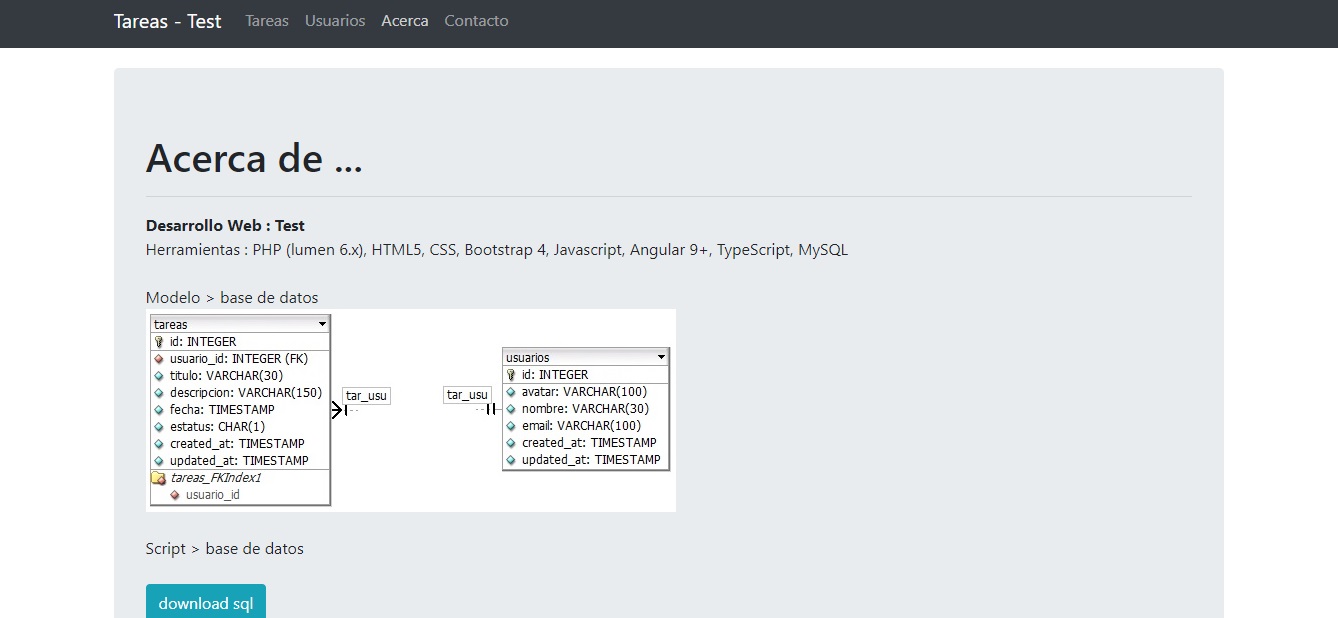 Tareas - Test Tareas Usuarios Acerca Contacto
Acerca de ...
Desarrollo Web : Test
Herramientas : PHP (lumen 6.x), HTML5, CSS, Bootstrap 4, Javascript, Angular 9+, TypeScript, MySQL
Modelo > base de datos
tareas
id: INTEGER
usuario_id: INTEGER (FK)
titulo: VARCHAR(30)
descripcion: VARCHAR(150)
fecha: TIMESTAMP
estatus: CHAR(1)
created_at: TIMESTAMP
updated_at: TIMESTAMP
tareas_FKIndex1
usuario_id
tar_usu
tar_usu
usuarios
id: INTEGER
avatar: VARCHAR(100)
nombre: VARCHAR(30)
email: VARCHAR(100)
created_at: TIMESTAMP
updated_at: TIMESTAMP
Script > base de datos
download sql